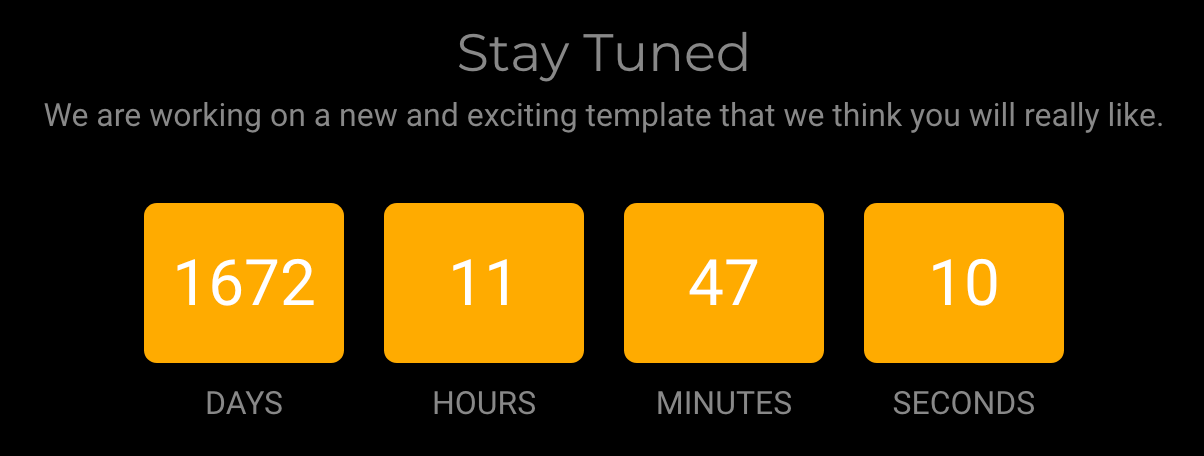 Stay Tuned
We are working on a new and exciting template that we think you will really like.
1672 11 47 10
DAYS HOURS MINUTES SECONDS